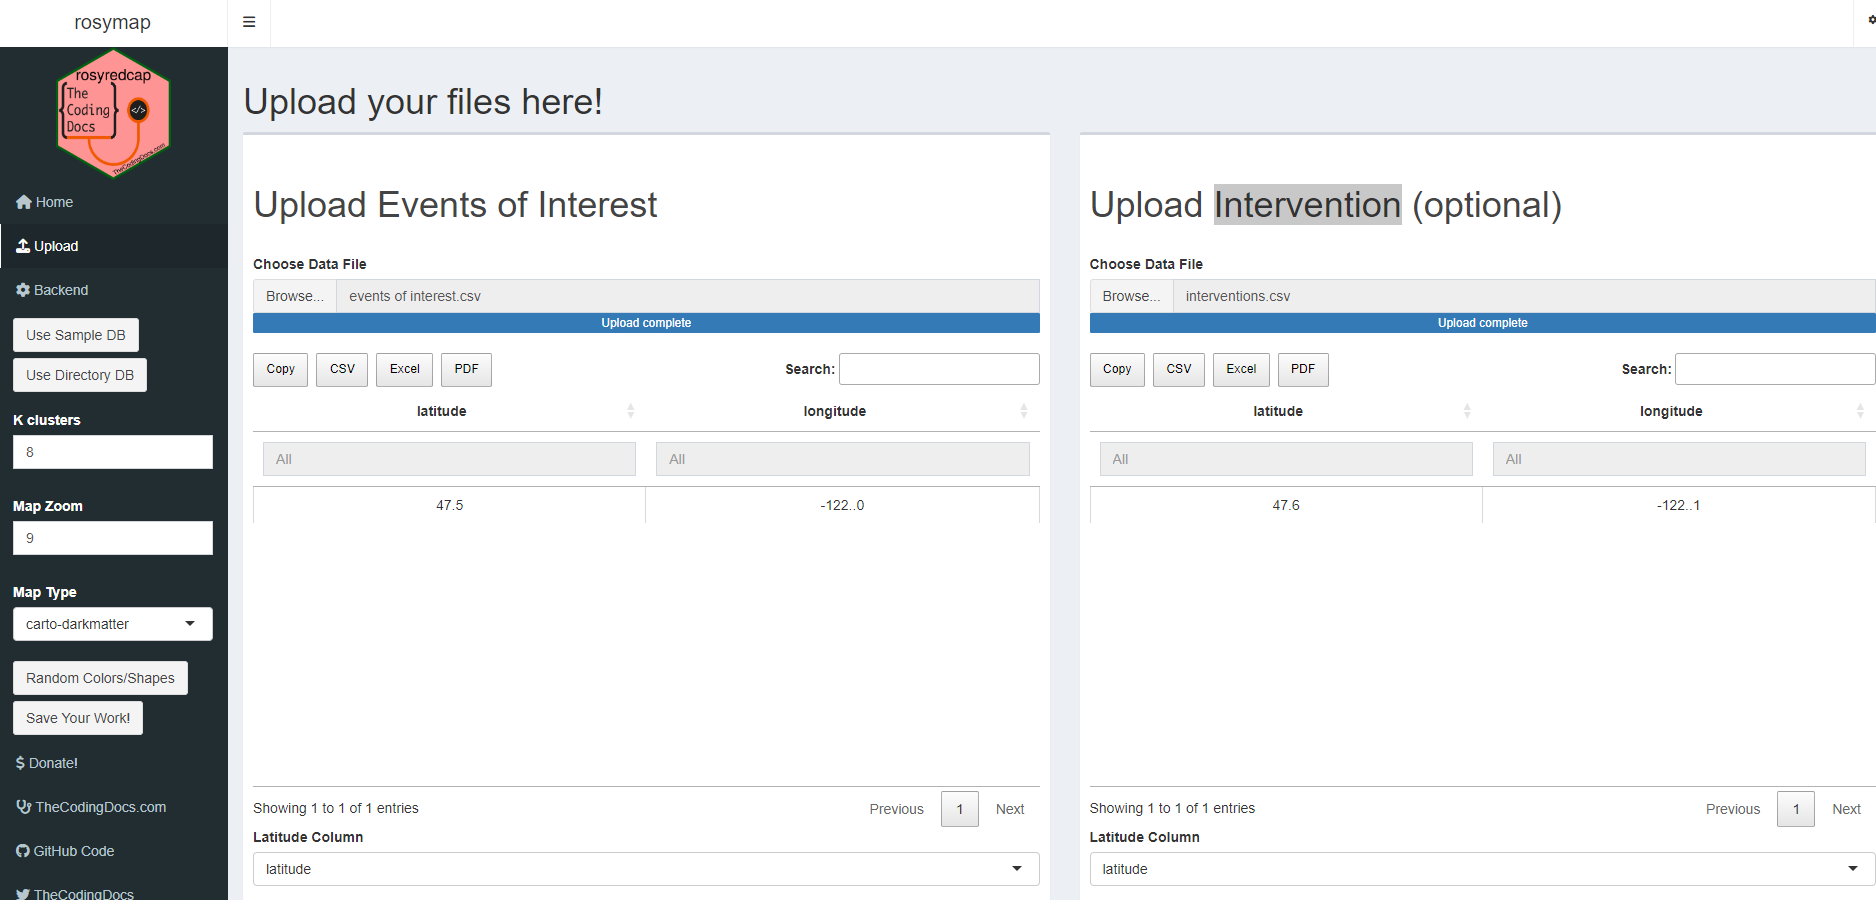 rosymap
rosyredcap
The
Coding
Docs
</>
TheCodingDocs.com
Home
Upload
Backend
Use Sample DB
Use Directory DB
K clusters
8
Map Zoom
9
Map Type
carto-darkmatter
Random Colors/Shapes
Save Your Work!
Donate!
TheCodingDocs.com
GitHub Code
TheCodingDocs
Upload your files here!
Upload Events of Interest
Choose Data File
Browse... events of interest.csv
Upload complete
Copy CSV Excel PDF Search:
latitude longitude
All All
47.5 -122..0
Showing 1 to 1 of 1 entries Previous 1 Next
Latitude Column
latitude
Upload Intervention (optional)
Choose Data File
Browse... interventions.csv
Upload complete
Copy CSV Excel PDF Search:
latitude longitude
All All
47.6 -122..1
Showing 1 to 1 of 1 entries Previous 1 Next
Latitude Column
latitude